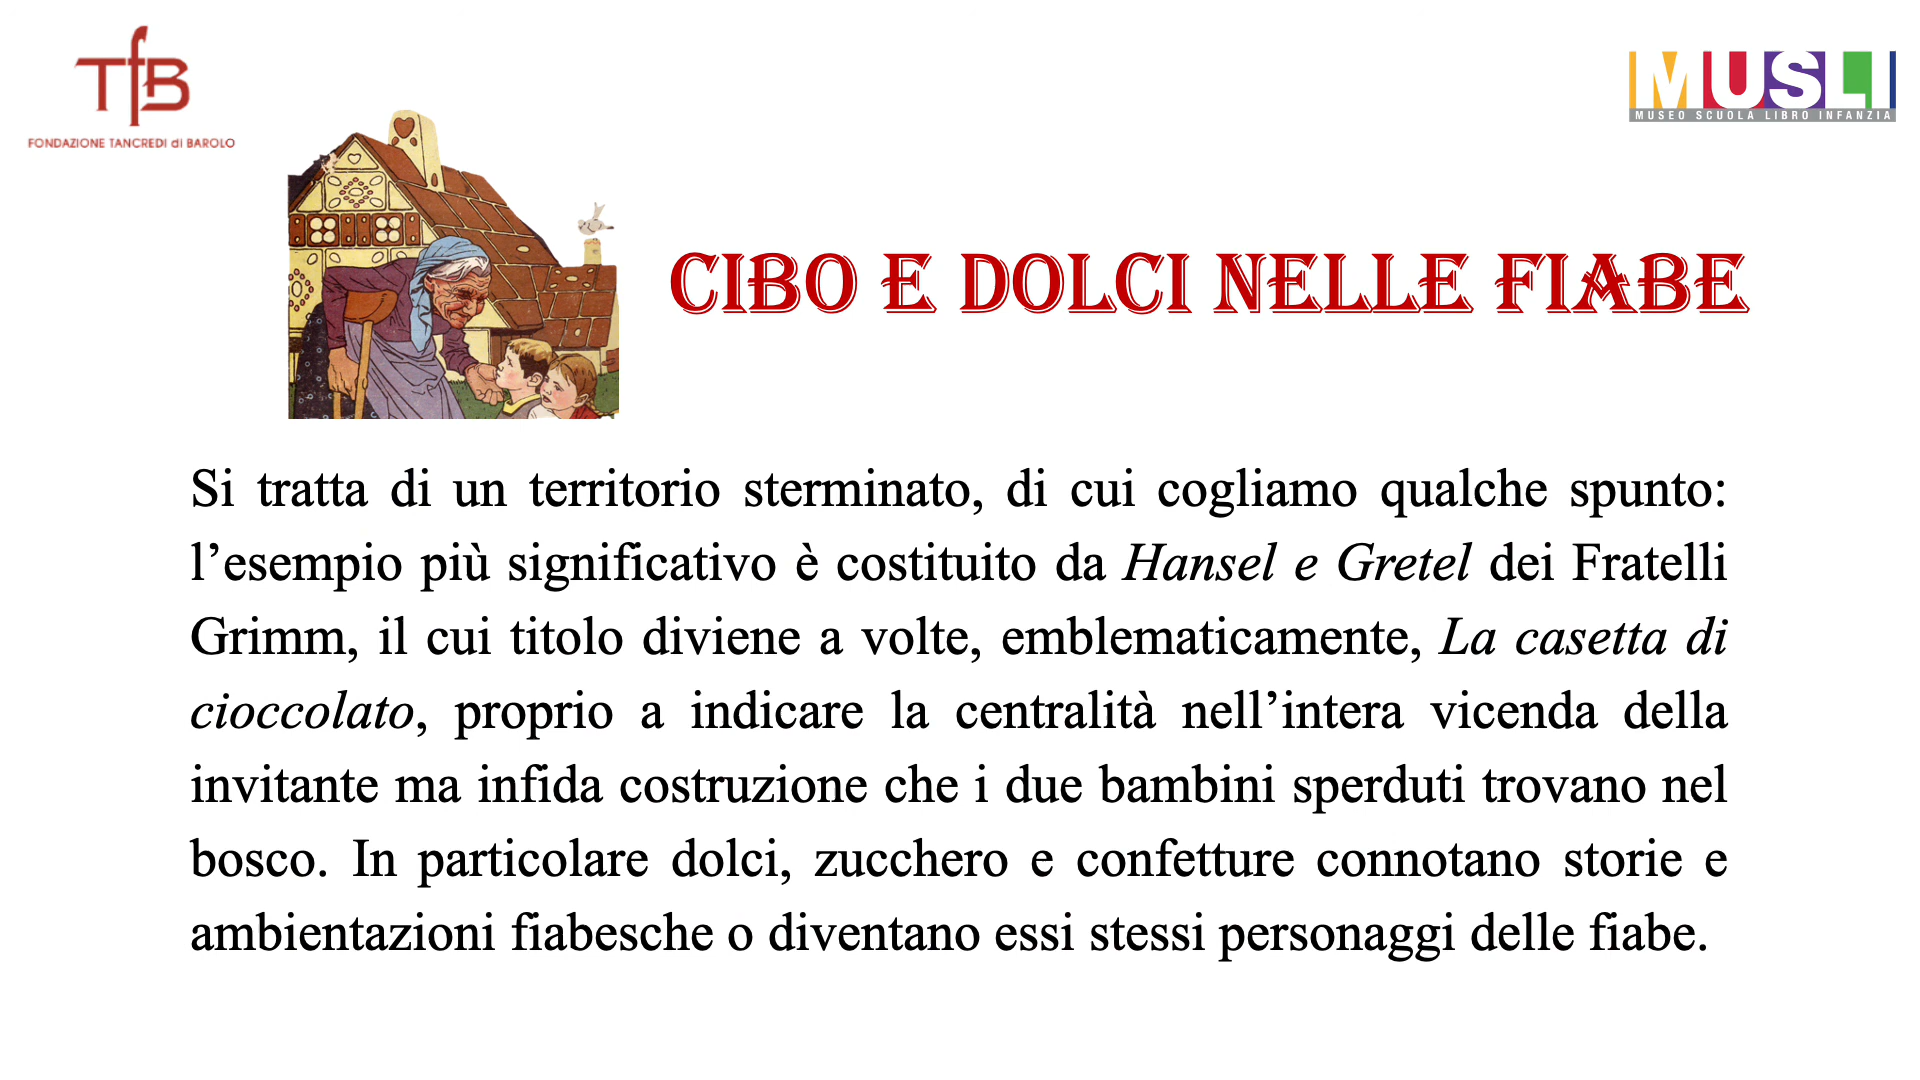 TfB
FONDAZIONE TANCREDI di BAROLO
MUSLI
MUSEO SCUOLA LIBRO INFANZIA
CIBO E DOLCI NELLE FIABE
Si tratta di un territorio sterminato, di cui cogliamo qualche spunto:
l’esempio più significativo è costituito da Hansel e Gretel dei Fratelli
Grimm, il cui titolo diviene a volte, emblematicamente, La casetta di
cioccolato, proprio a indicare la centralità nell’intera vicenda della
invitante ma infida costruzione che i due bambini sperduti trovano nel
bosco. In particolare dolci, zucchero e confetture connotano storie e
ambientazioni fiabesche o diventano essi stessi personaggi delle fiabe.